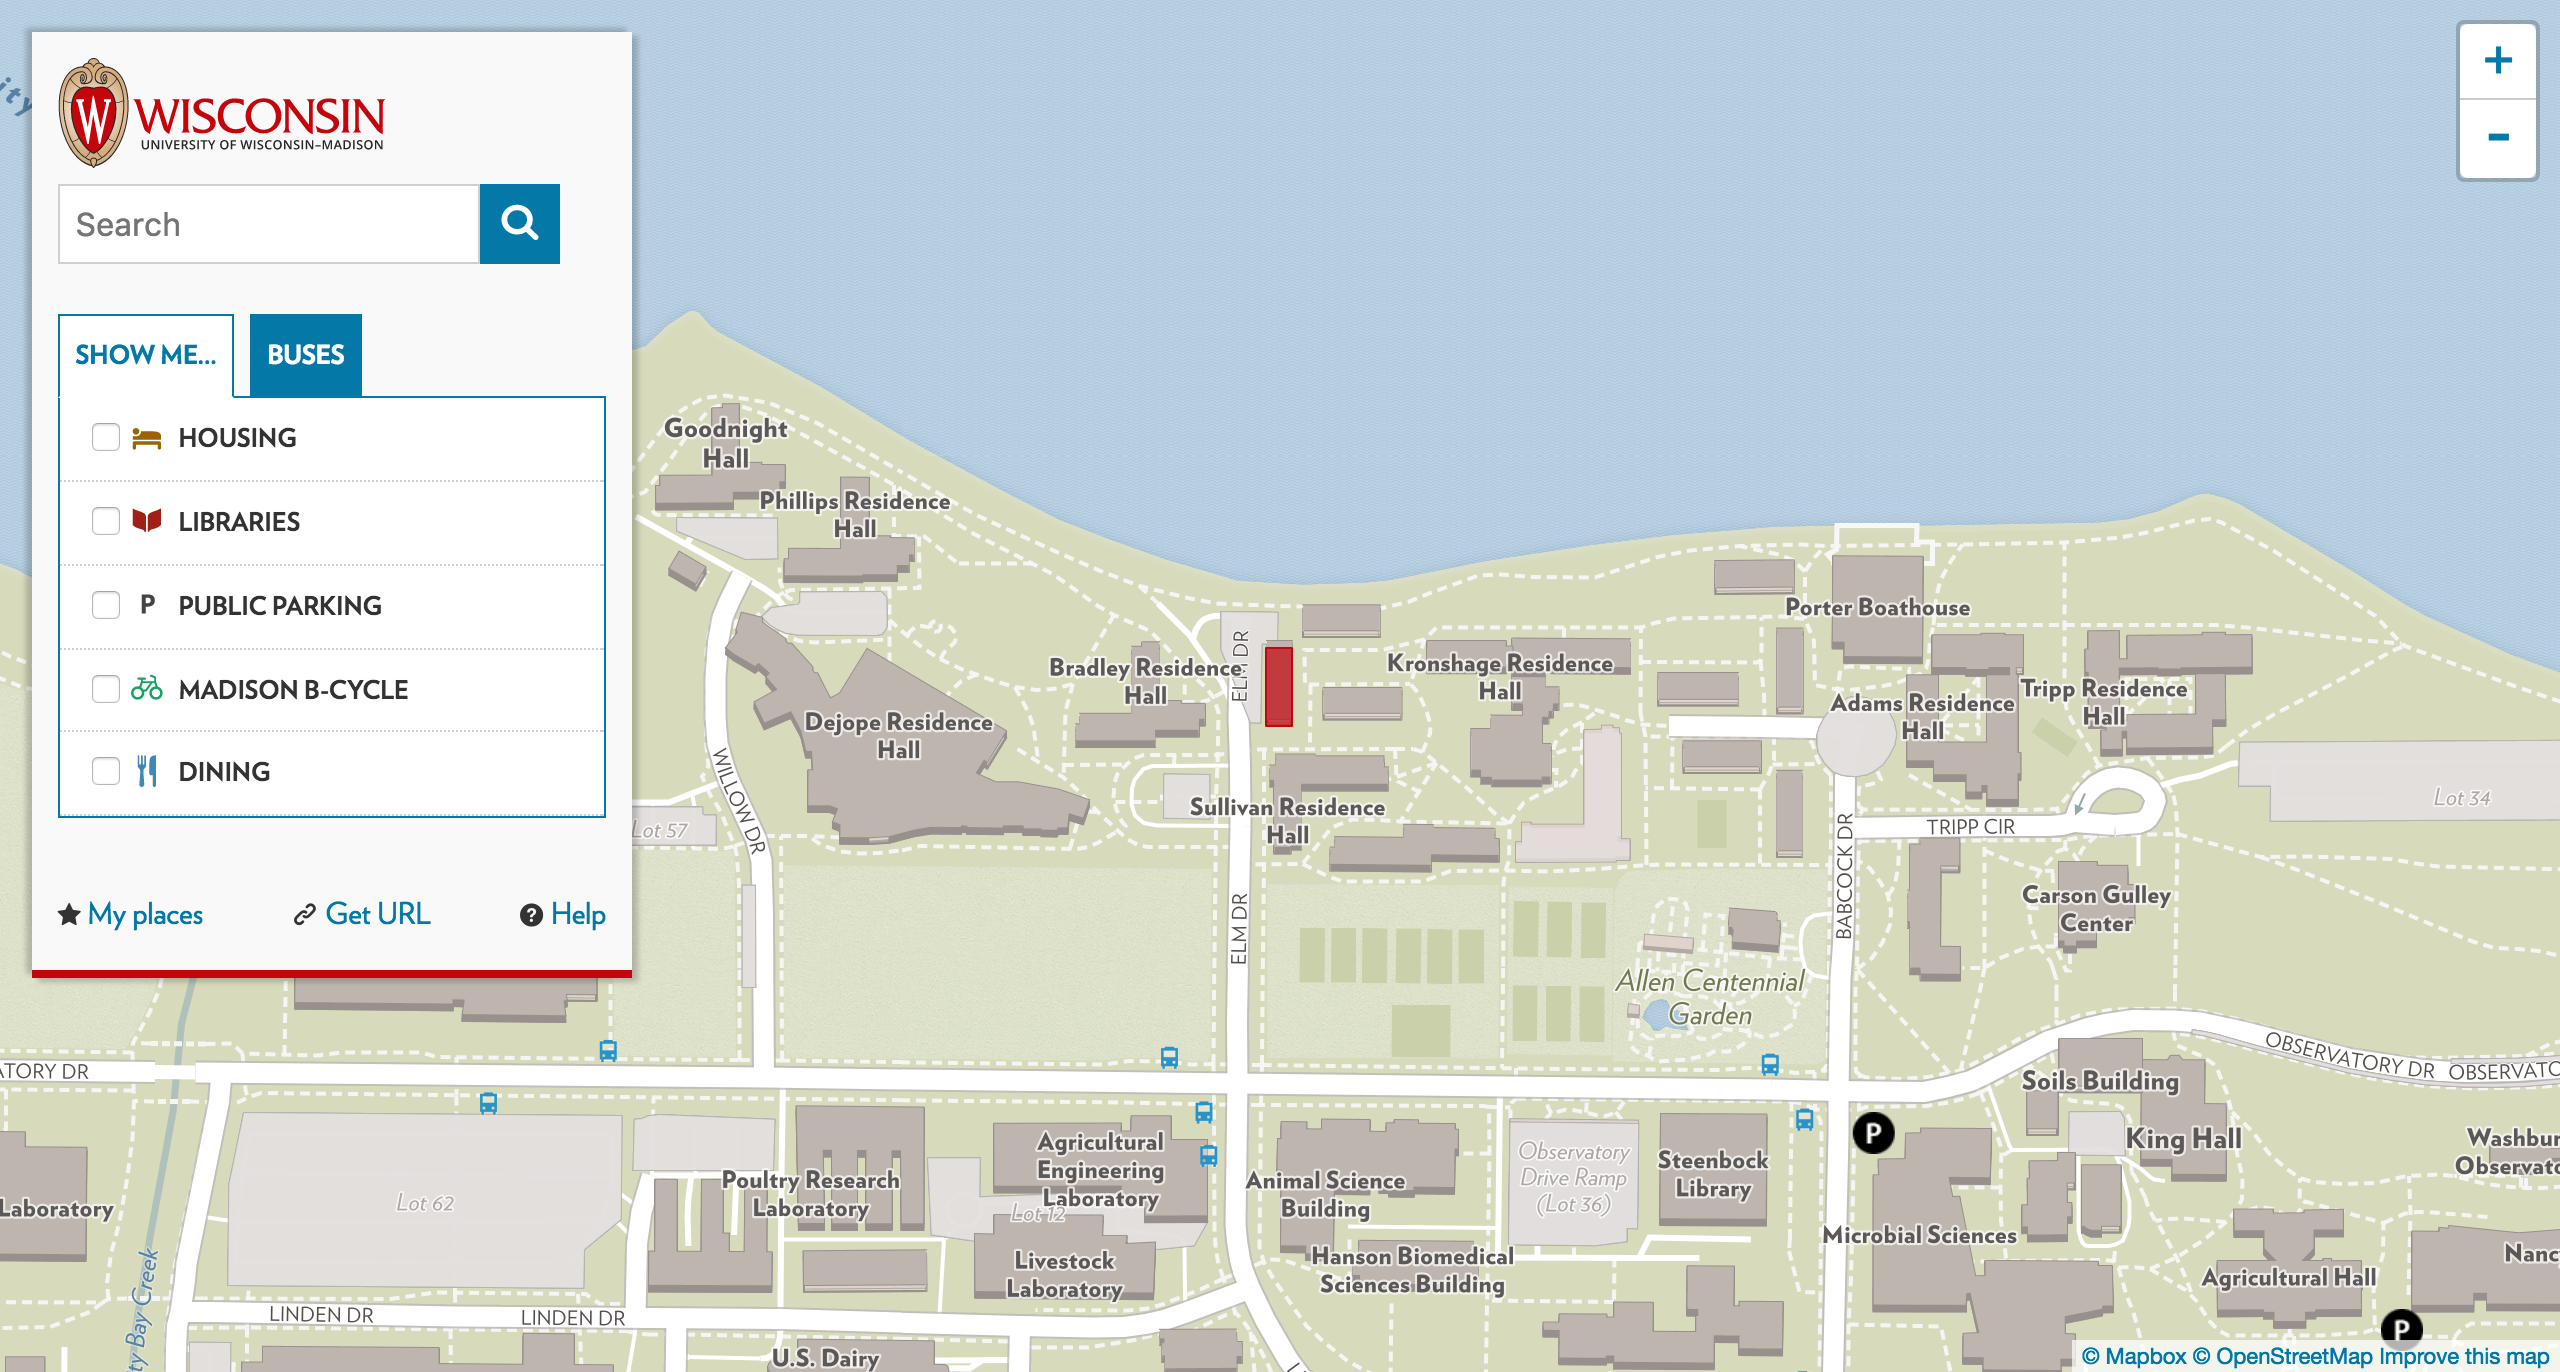 WISCONSIN
UNIVERSITY OF WISCONSIN–MADISON
Search
SHOW ME...
BUSES
HOUSING
LIBRARIES
P PUBLIC PARKING
MADISON B-CYCLE
DINING
My places
Get URL
Help
+
-
ity
Goodnight
Hall
Phillips Residence
Hall
Bradley Residence
Hall
ELM DR
Kronshage Residence
Hall
Porter Boathouse
Dejope Residence
Hall
Adams Residence
Hall
Tripp Residence
Hall
WILLOW DR
Lot 57
Sullivan Residence
Hall
Lot 34
TRIPP CIR
BABCOCK DR
ELM DR
Carson Gulley
Center
Allen Centennial
Garden
ATORY DR
OBSERVATORY DR
OBSERVATO
Soils Building
King Hall
P
Washbur
Observato
Lot 62
Poultry Research
Laboratory
Agricultural
Engineering
Laboratory
Lot 12
Livestock
Laboratory
Animal Science
Building
Hanson Biomedical
Sciences Building
Observatory
Drive Ramp
(Lot 36)
Steenbock
Library
Microbial Sciences
Laboratory
Agricultural Hall
Nanc
ty Bay Creek
LINDEN DR
LINDEN DR
U.S. Dairy
P
© Mapbox © OpenStreetMap Improve this map